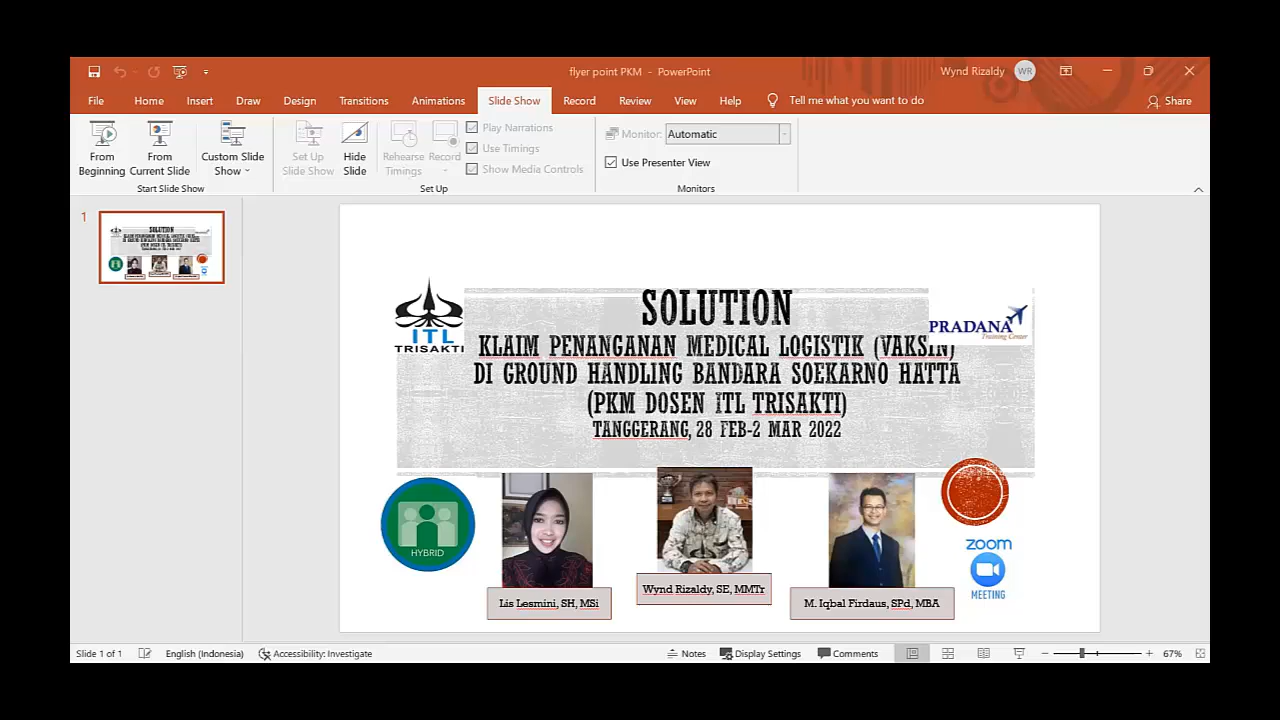 flyer point PKM - PowerPoint
Wynd Rizaldy WR
File Home Insert Draw Design Transitions Animations Slide Show Record Review View Help Tell me what you want to do Share
From Beginning
From Current Slide
Custom Slide Show
Set Up Slide Show
Hide Slide
Rehearse Timings
Record
Play Narrations
Use Timings
Show Media Controls
Monitor: Automatic
Use Presenter View
Start Slide Show
Set Up
Monitors
1
ITL
TRISAKTI
PRADANA
Training Center
SOLUTION
KLAIM PENANGANAN MEDICAL LOGISTIK (VAKSIN)
DI GROUND HANDLING BANDARA SOEKARNO HATTA
(PKM DOSEN ITL TRISAKTI)
TANGGERANG, 28 FEB-2 MAR 2022
HYBRID
Lis Lesmini, SH, MSi
Wynd Rizaldy, SE, MMTr
M. Iqbal Firdaus, SPd, MBA
zoom
MEETING
Slide 1 of 1 English (Indonesia) Accessibility: Investigate Notes Display Settings Comments 67%